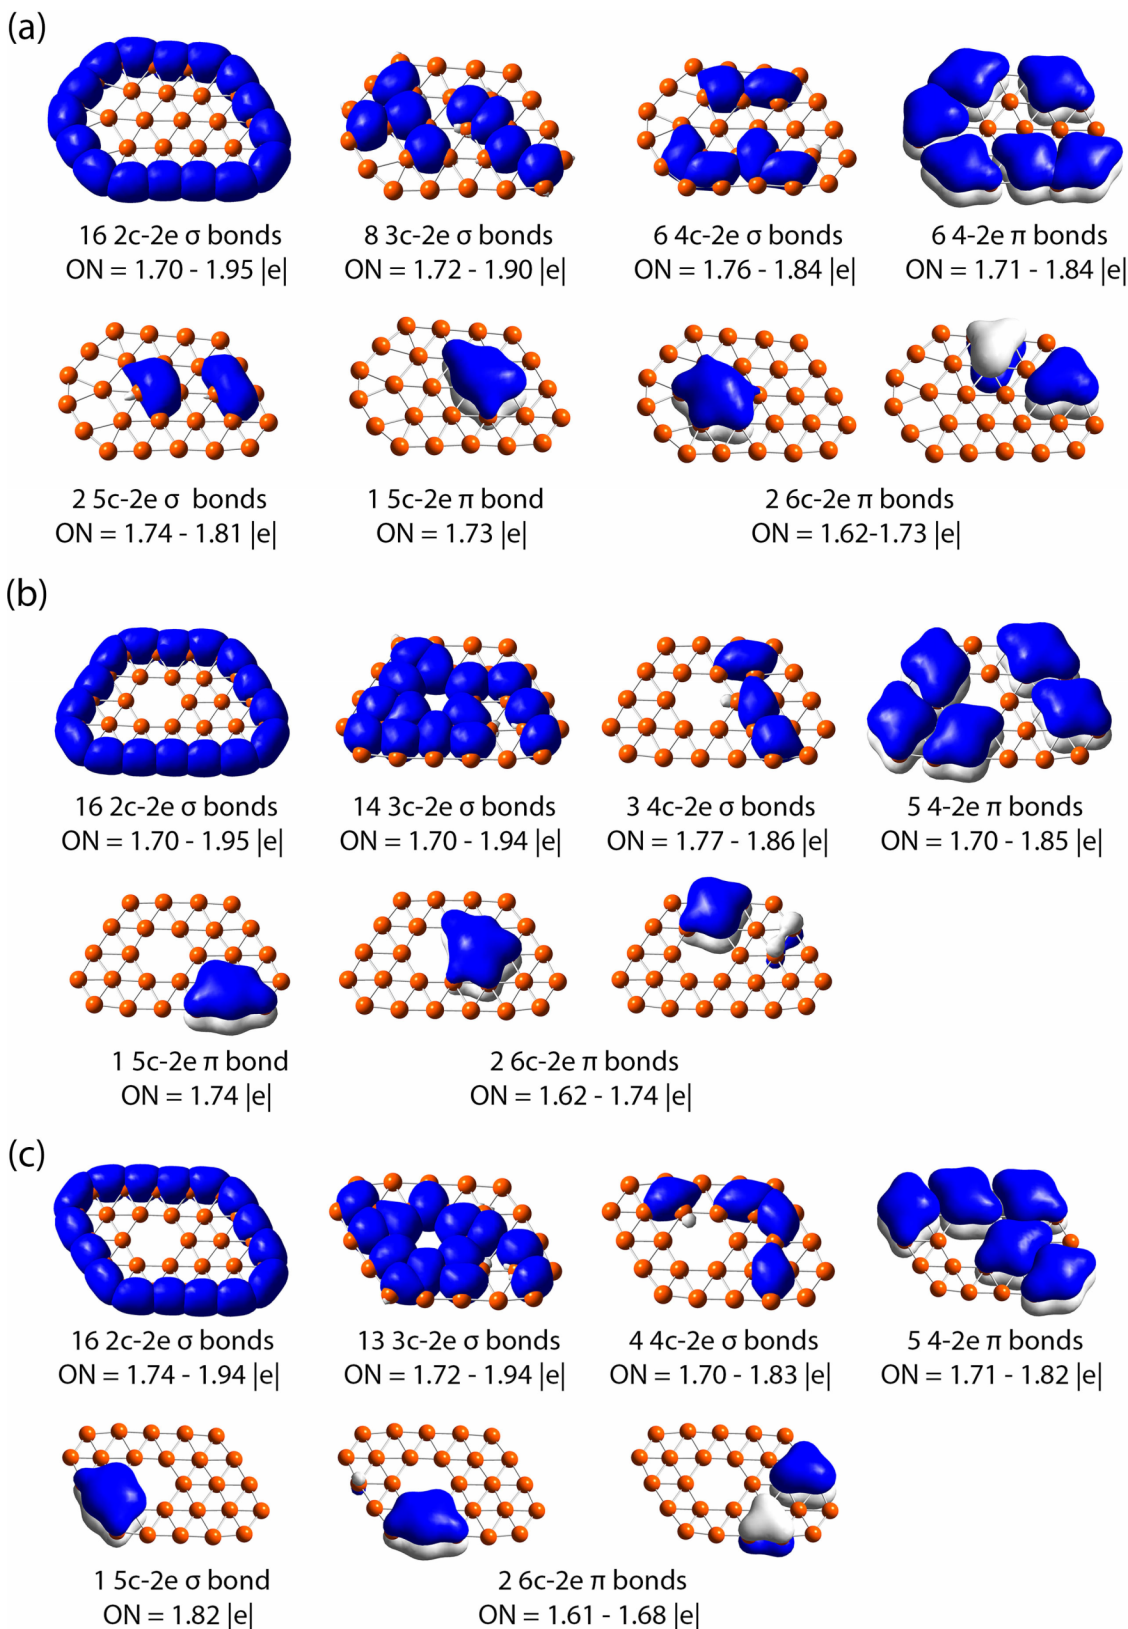 (a)
16 2c-2e σ bonds
ON = 1.70 - 1.95 |e|
8 3c-2e σ bonds
ON = 1.72 - 1.90 |e|
6 4c-2e σ bonds
ON = 1.76 - 1.84 |e|
6 4-2e π bonds
ON = 1.71 - 1.84 |e|
2 5c-2e σ bonds
ON = 1.74 - 1.81 |e|
1 5c-2e π bond
ON = 1.73 |e|
2 6c-2e π bonds
ON = 1.62-1.73 |e|
(b)
16 2c-2e σ bonds
ON = 1.70 - 1.95 |e|
14 3c-2e σ bonds
ON = 1.70 - 1.94 |e|
3 4c-2e σ bonds
ON = 1.77 - 1.86 |e|
5 4-2e π bonds
ON = 1.70 - 1.85 |e|
1 5c-2e π bond
ON = 1.74 |e|
2 6c-2e π bonds
ON = 1.62 - 1.74 |e|
(c)
16 2c-2e σ bonds
ON = 1.74 - 1.94 |e|
13 3c-2e σ bonds
ON = 1.72 - 1.94 |e|
4 4c-2e σ bonds
ON = 1.70 - 1.83 |e|
5 4-2e π bonds
ON = 1.71 - 1.82 |e|
1 5c-2e σ bond
ON = 1.82 |e|
2 6c-2e π bonds
ON = 1.61 - 1.68 |e|